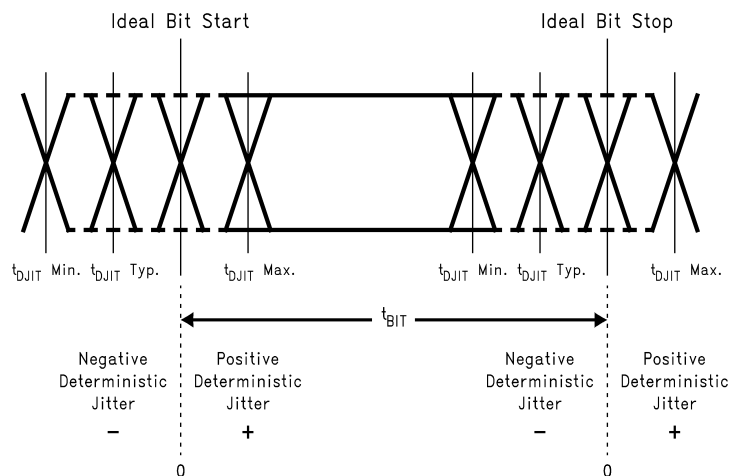 Ideal Bit Start Ideal Bit Stop
tDJIT Min. tDJIT Typ. tDJIT Max. tDJIT Min. tDJIT Typ. tDJIT Max.
tBIT
Negative Positive Negative Positive
Deterministic Deterministic Deterministic Deterministic
Jitter Jitter Jitter Jitter
− + − +
0 0